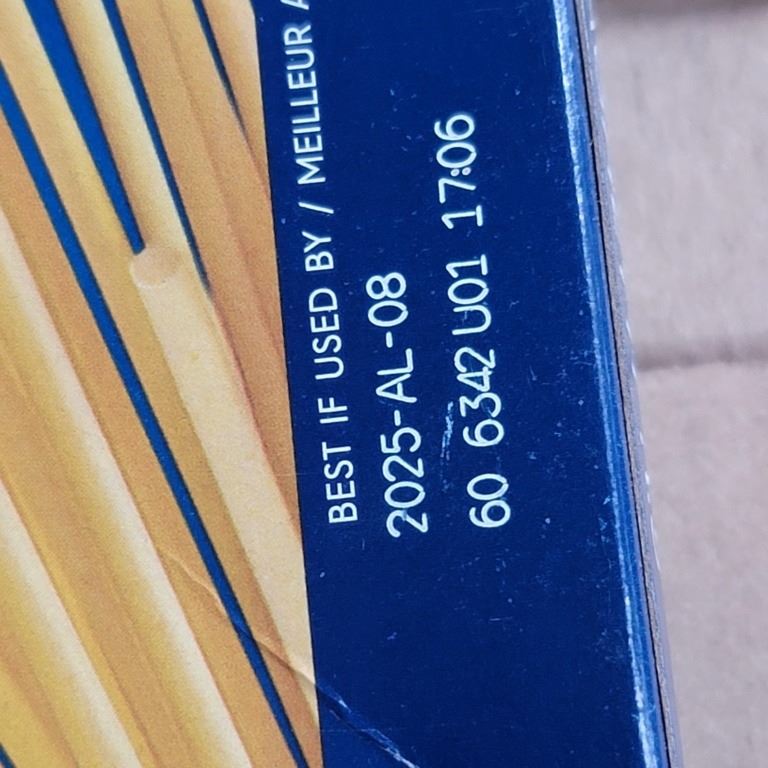 BEST IF USED BY / MEILLEUR
2025-AL-08
60 6342 U01 17:06